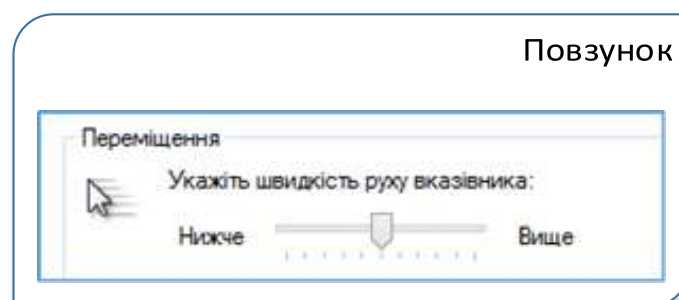 Повзунок
Переміщення
Укажіть швидкість руху вказівника:
Нижче Вище